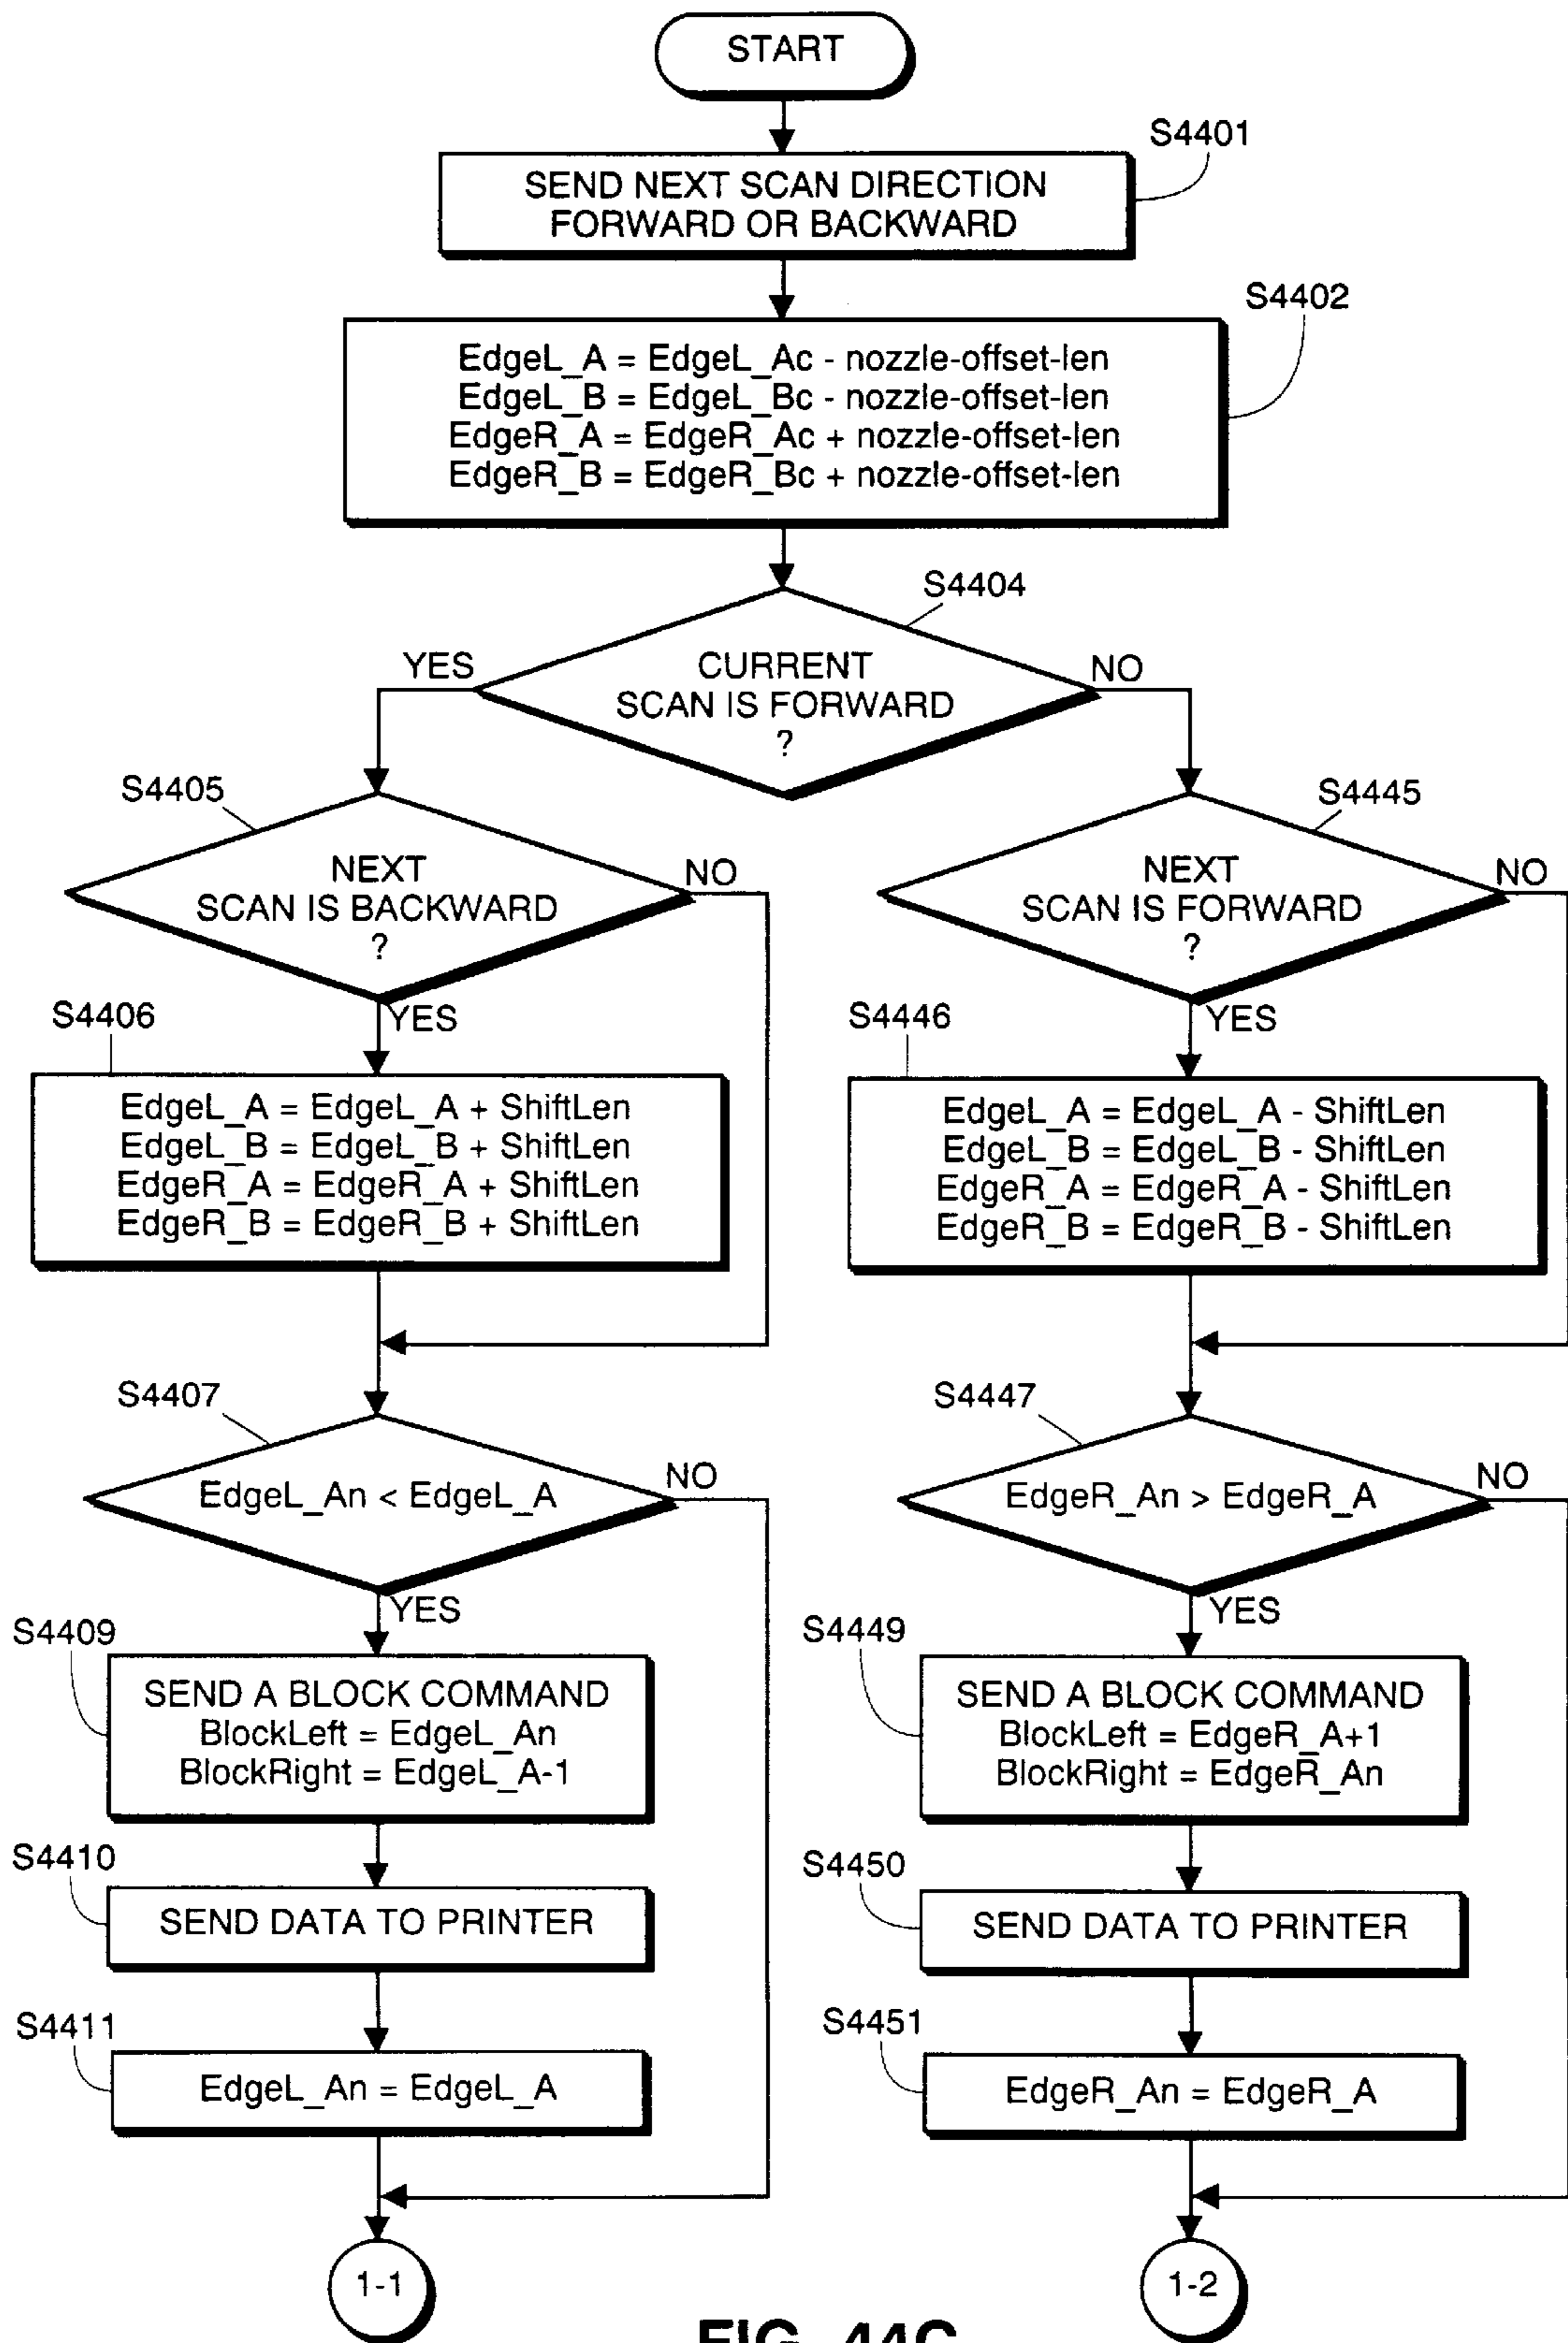 START
S4401
SEND NEXT SCAN DIRECTION
FORWARD OR BACKWARD
S4402
EdgeL_A = EdgeL_Ac - nozzle-offset-len
EdgeL_B = EdgeL_Bc - nozzle-offset-len
EdgeR_A = EdgeR_Ac + nozzle-offset-len
EdgeR_B = EdgeR_Bc + nozzle-offset-len
S4404
YES
CURRENT
SCAN IS FORWARD
?
NO
S4405
NEXT
SCAN IS BACKWARD
?
NO
YES
S4406
EdgeL_A = EdgeL_A + ShiftLen
EdgeL_B = EdgeL_B + ShiftLen
EdgeR_A = EdgeR_A + ShiftLen
EdgeR_B = EdgeR_B + ShiftLen
S4407
EdgeL_An < EdgeL_A
NO
YES
S4409
SEND A BLOCK COMMAND
BlockLeft = EdgeL_An
BlockRight = EdgeL_A-1
S4410
SEND DATA TO PRINTER
S4411
EdgeL_An = EdgeL_A
1-1
S4445
NEXT
SCAN IS FORWARD
?
NO
YES
S4446
EdgeL_A = EdgeL_A - ShiftLen
EdgeL_B = EdgeL_B - ShiftLen
EdgeR_A = EdgeR_A - ShiftLen
EdgeR_B = EdgeR_B - ShiftLen
S4447
EdgeR_An > EdgeR_A
NO
YES
S4449
SEND A BLOCK COMMAND
BlockLeft = EdgeR_A+1
BlockRight = EdgeR_An
S4450
SEND DATA TO PRINTER
S4451
EdgeR_An = EdgeR_A
1-2
FIG. 44C